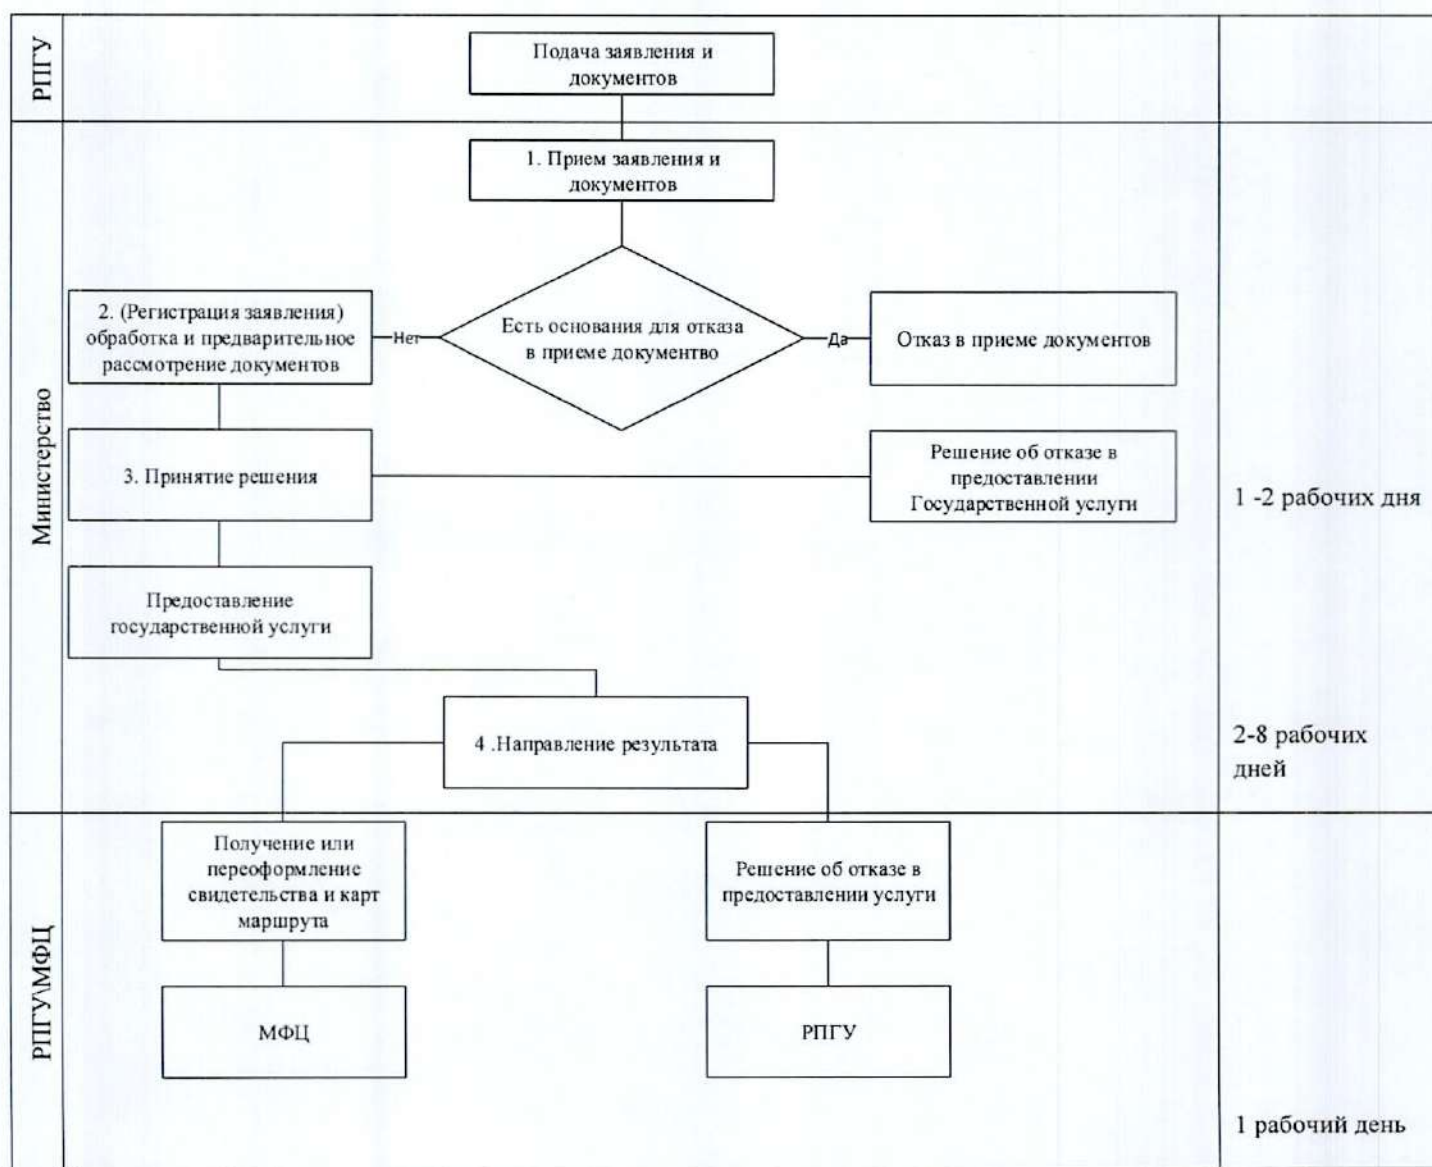 РПГУ
Подача заявления и
документов
Министерство
1. Прием заявления и
документов
2. (Регистрация заявления)
обработка и предварительное
рассмотрение документов
Нет
Есть основания для отказа
в приеме документво
Да
Отказ в приеме документов
3. Принятие решения
Решение об отказе в
предоставлении
Государственной услуги
1 -2 рабочих дня
Предоставление
государственной услуги
4 .Направление результата
2-8 рабочих
дней
РПГУ\МФЦ
Получение или
переоформление
свидетельства и карт
маршрута
Решение об отказе в
предоставлении услуги
МФЦ
РПГУ
1 рабочий день